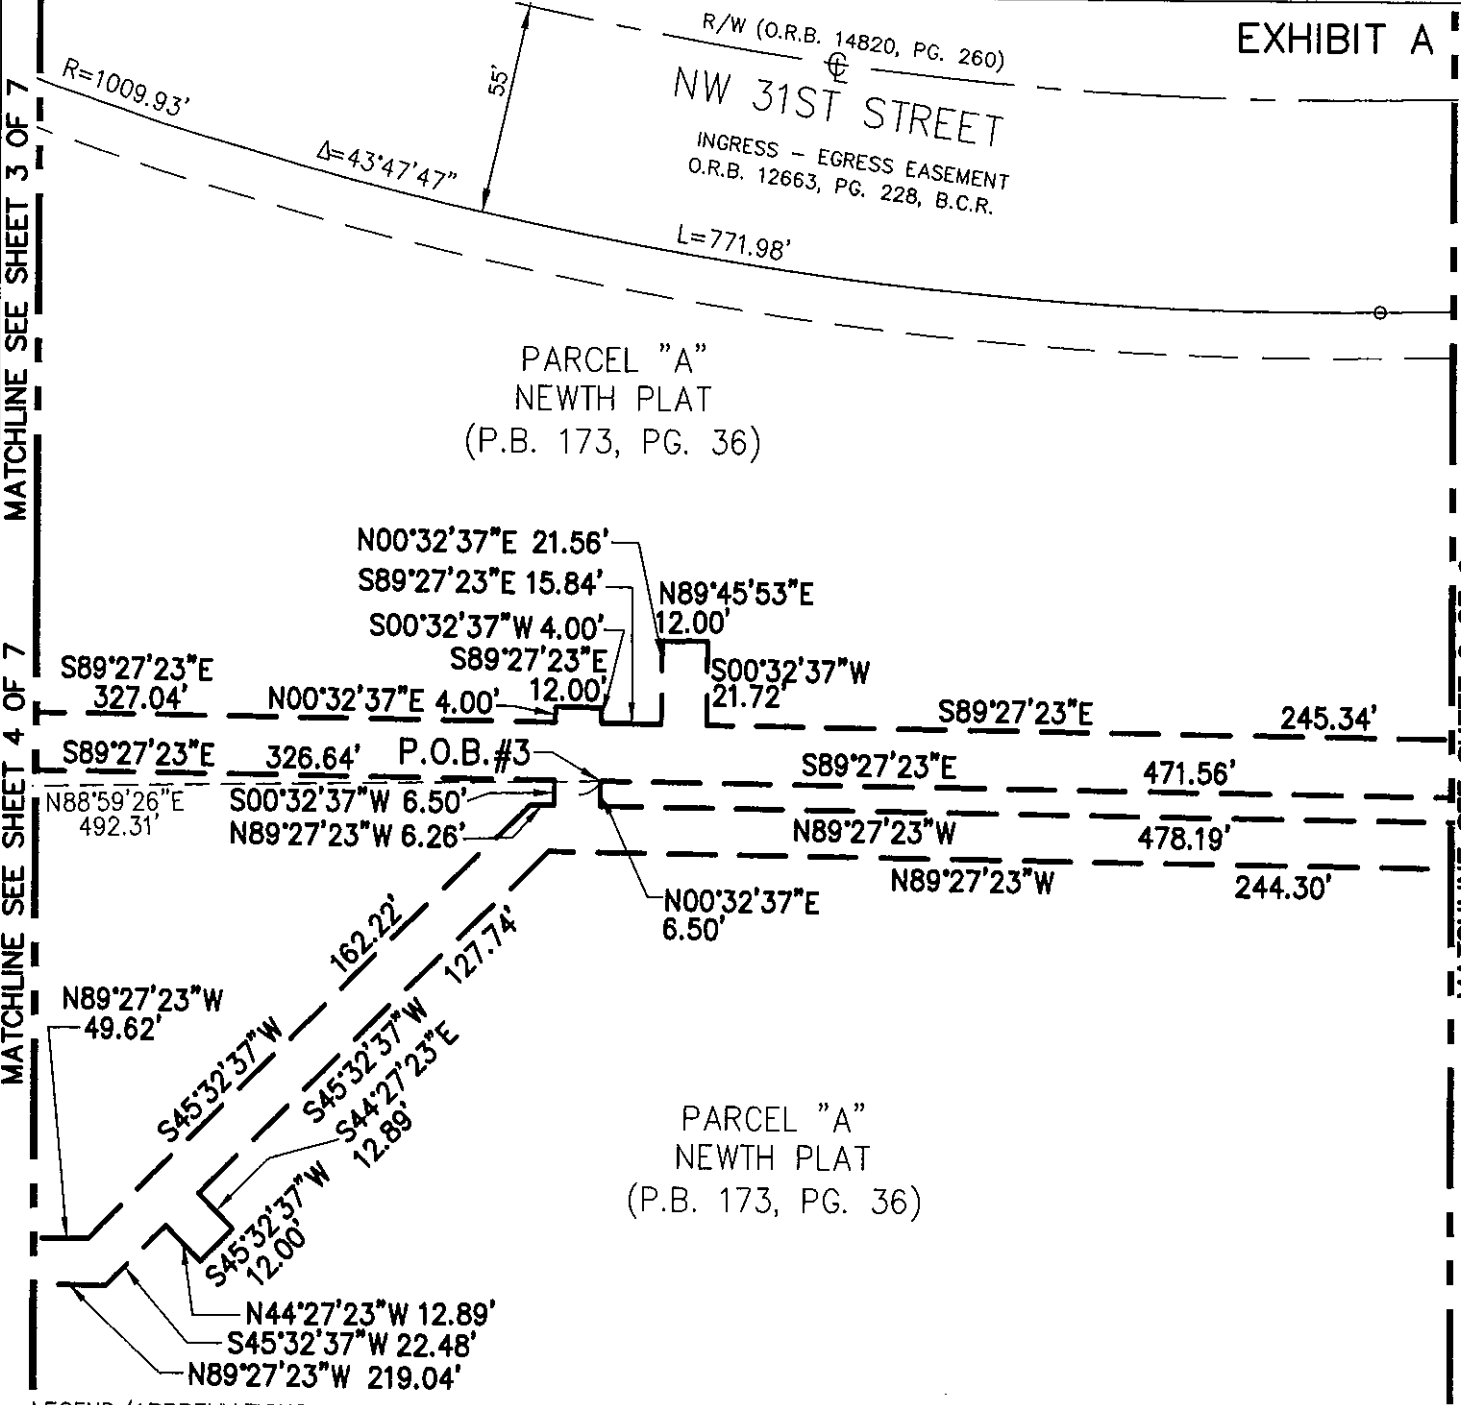 EXHIBIT A
R/W (O.R.B. 14820, PG. 260)
℄
NW 31ST STREET
INGRESS – EGRESS EASEMENT
O.R.B. 12663, PG. 228, B.C.R.
55'
R=1009.93'
Δ=43°47'47"
L=771.98'
MATCHLINE SEE SHEET 3 OF 7
PARCEL "A"
NEWTH PLAT
(P.B. 173, PG. 36)
N00°32'37"E 21.56'
S89°27'23"E 15.84'
S00°32'37"W 4.00'
S89°27'23"E
12.00'
N89°45'53"E
12.00'
S00°32'37"W
21.72'
S89°27'23"E
327.04'
N00°32'37"E 4.00'
S89°27'23"E 245.34'
MATCHLINE SEE SHEET 4 OF 7
S89°27'23"E 326.64'
P.O.B.#3
S89°27'23"E 471.56'
N88°59'26"E
492.31'
S00°32'37"W 6.50'
N89°27'23"W 6.26'
N89°27'23"W 478.19'
N89°27'23"W 244.30'
N00°32'37"E
6.50'
162.22'
S45°32'37"W
127.74'
S45°32'37"W
S44°27'23"E
12.89'
N89°27'23"W
49.62'
S45°32'37"W
12.00'
PARCEL "A"
NEWTH PLAT
(P.B. 173, PG. 36)
N44°27'23"W 12.89'
S45°32'37"W 22.48'
N89°27'23"W 219.04'